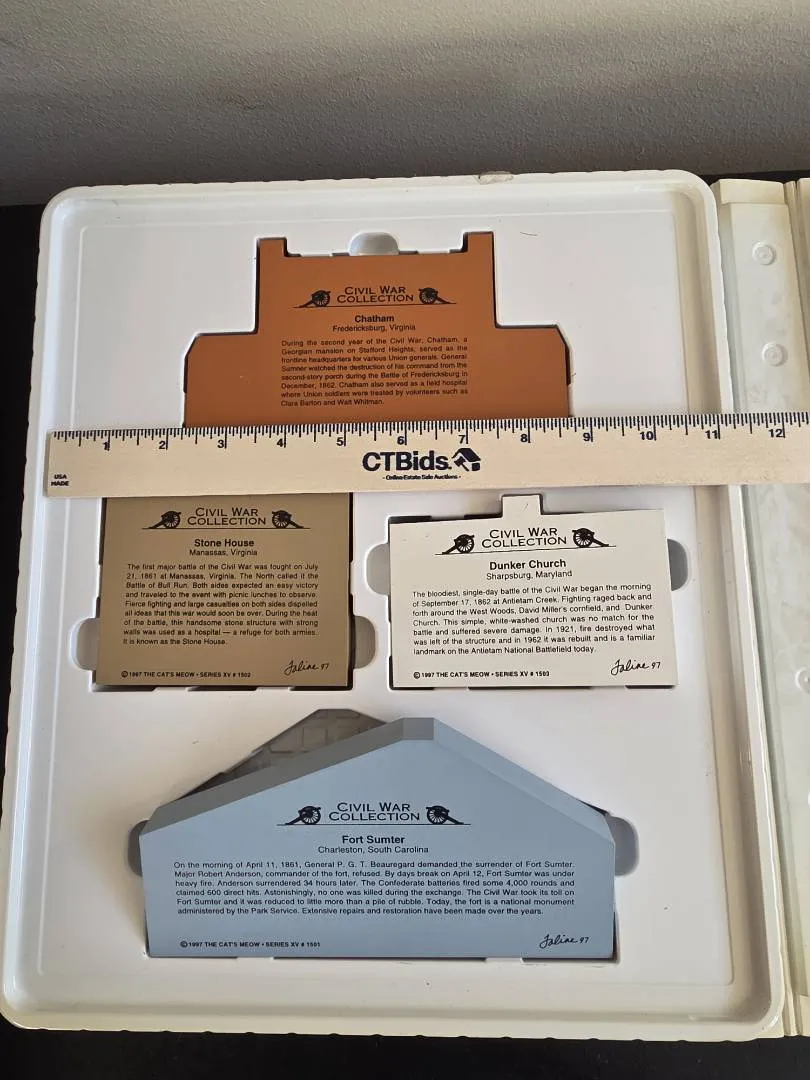 CIVIL WAR
COLLECTION
Chatham
Fredericksburg, Virginia
During the second year of the Civil War, Chatham, a
Georgian mansion on Stafford Heights, served as the
frontline headquarters for various Union generals. General
Sumner watched the destruction of his command from the
second-story porch during the Battle of Fredericksburg in
December, 1862. Chatham also served as a field hospital
where Union soldiers were treated by volunteers such as
Clara Barton and Walt Whitman.
1 2 3 4 5 6 7 8 9 10 11 12
USA
MADE
CTBids.
- Online Estate Sale Auctions -
CIVIL WAR
COLLECTION
Stone House
Manassas, Virginia
The first major battle of the Civil War was fought on July
21, 1861 at Manassas, Virginia. The North called it the
Battle of Bull Run. Both sides expected an easy victory
and traveled to the event with picnic lunches to observe.
Fierce fighting and large casualties on both sides dispelled
all ideas that this war would soon be over. During the heat
of the battle, this handsome stone structure with strong
walls was used as a hospital — a refuge for both armies.
It is known as the Stone House.
Faline 97
© 1997 THE CAT'S MEOW • SERIES XV # 1502
CIVIL WAR
COLLECTION
Dunker Church
Sharpsburg, Maryland
The bloodiest, single-day battle of the Civil War began the morning
of September 17, 1862 at Antietam Creek. Fighting raged back and
forth around the West Woods, David Miller's cornfield, and Dunker
Church. This simple, white-washed church was no match for the
battle and suffered severe damage. In 1921, fire destroyed what
was left of the structure and in 1962 it was rebuilt and is a familiar
landmark on the Antietam National Battlefield today.
Faline 97
© 1997 THE CAT'S MEOW • SERIES XV # 1503
CIVIL WAR
COLLECTION
Fort Sumter
Charleston, South Carolina
On the morning of April 11, 1861, General P. G. T. Beauregard demanded the surrender of Fort Sumter.
Major Robert Anderson, commander of the fort, refused. By days break on April 12, Fort Sumter was under
heavy fire. Anderson surrendered 34 hours later. The Confederate batteries fired some 4,000 rounds and
claimed 600 direct hits. Astonishingly, no one was killed during the exchange. The Civil War took its toll on
Fort Sumter and it was reduced to little more than a pile of rubble. Today, the fort is a national monument
administered by the Park Service. Extensive repairs and restoration have been made over the years.
© 1997 THE CAT'S MEOW • SERIES XV # 1501
Faline 97